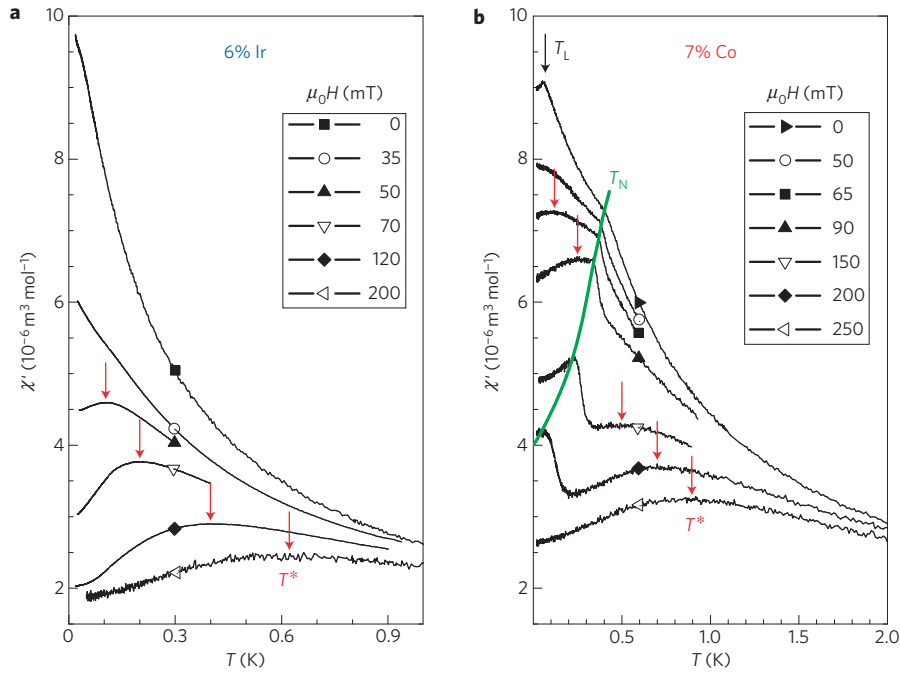 a
6% Ir
μ₀H (mT)
0
35
50
70
120
200
T*
10
8
6
4
2
χ′ (10⁻⁶ m³ mol⁻¹)
0
0.3
0.6
0.9
T (K)
b
T_L
7% Co
μ₀H (mT)
0
50
65
90
150
200
250
T_N
T*
10
8
6
4
2
χ′ (10⁻⁶ m³ mol⁻¹)
0.5
1.0
1.5
2.0
T (K)